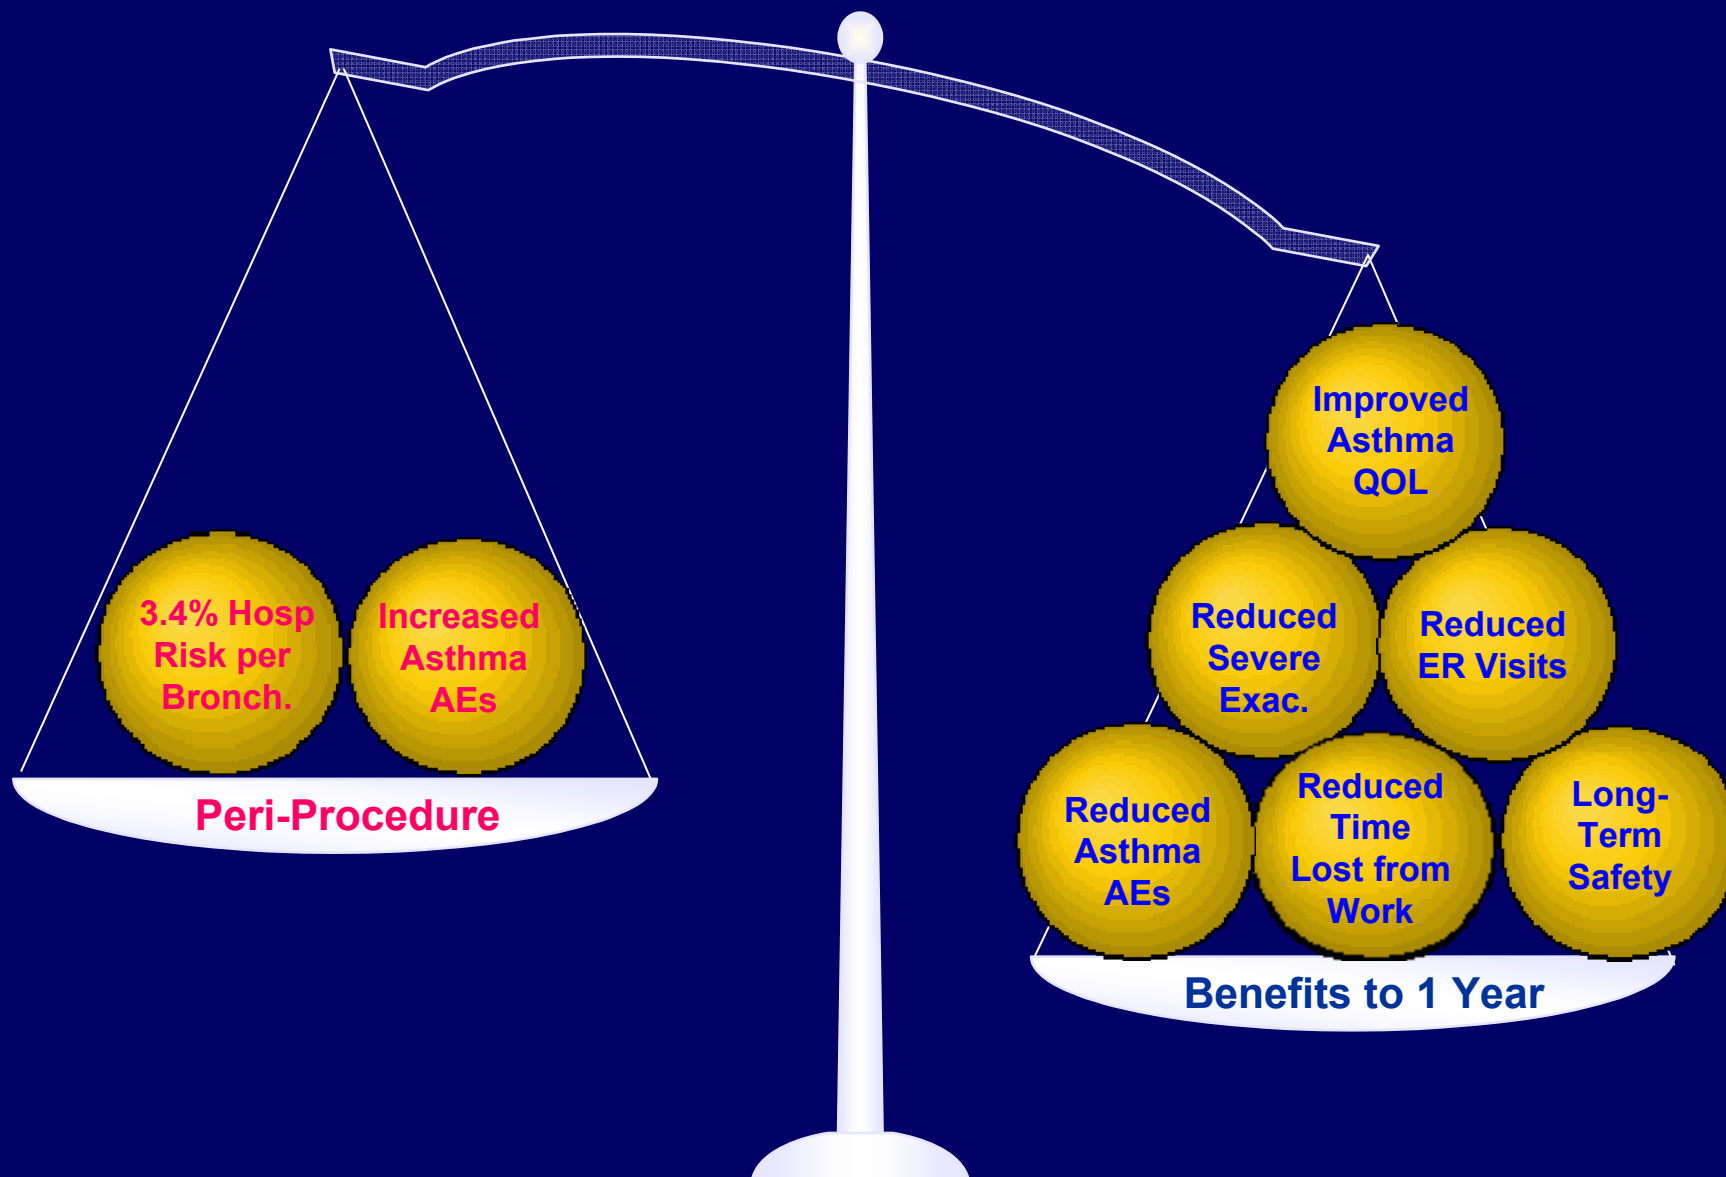 3.4% Hosp
Risk per
Bronch.
Increased
Asthma
AEs
Peri-Procedure
Improved
Asthma
QOL
Reduced
Severe
Exac.
Reduced
ER Visits
Reduced
Asthma
AEs
Reduced
Time
Lost from
Work
Long-
Term
Safety
Benefits to 1 Year